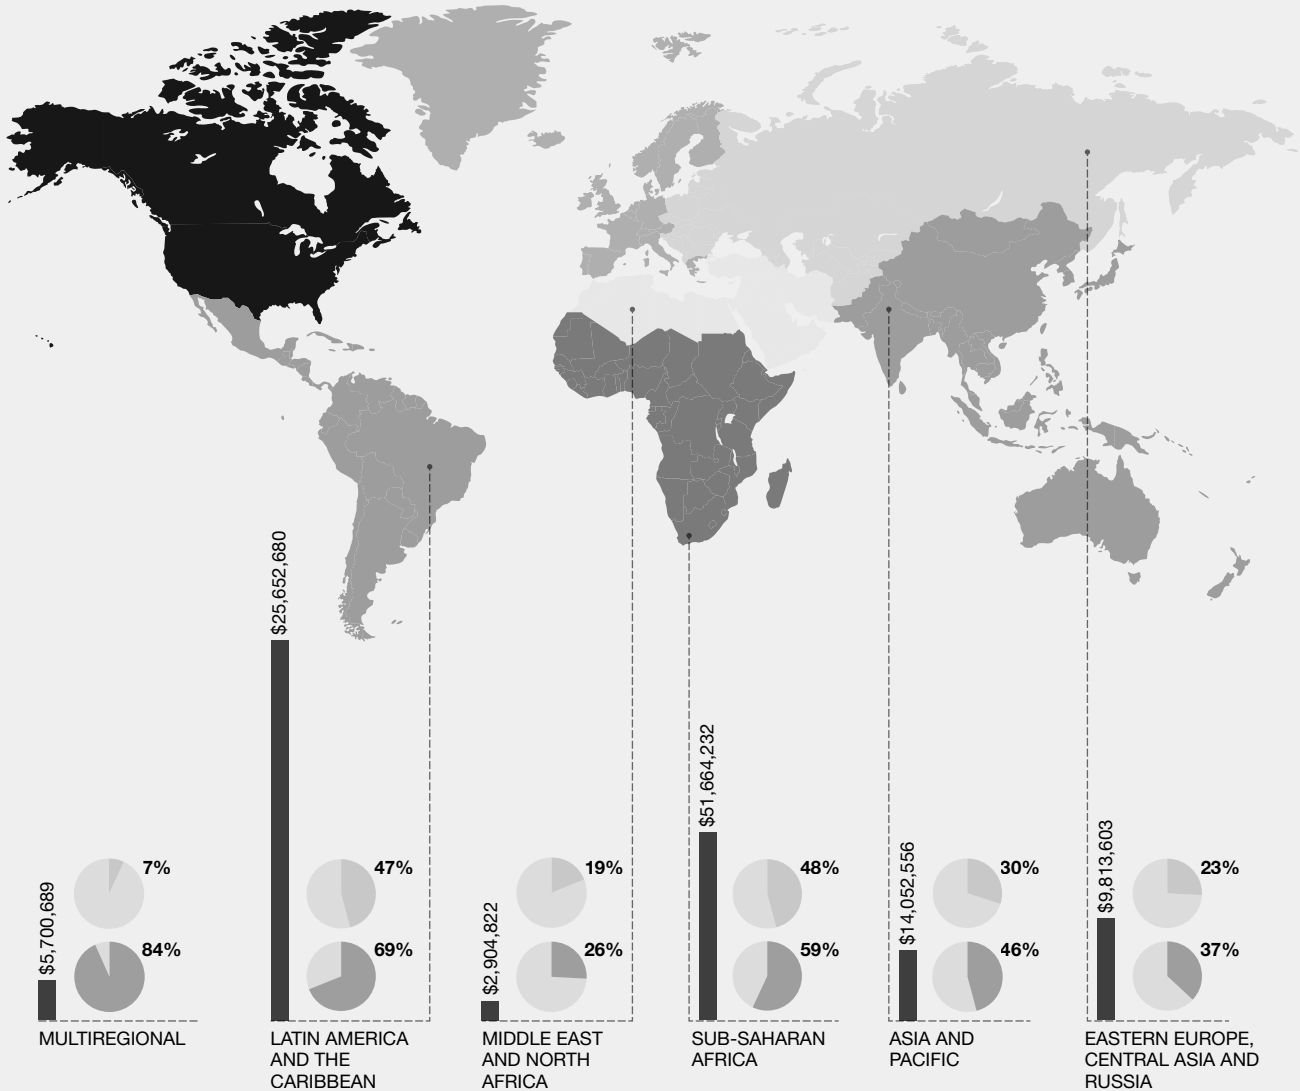 $5,700,689
7%
84%
MULTIREGIONAL
$25,652,680
47%
69%
LATIN AMERICA
AND THE
CARIBBEAN
$2,904,822
19%
26%
MIDDLE EAST
AND NORTH
AFRICA
$51,664,232
48%
59%
SUB-SAHARAN
AFRICA
$14,052,556
30%
46%
ASIA AND
PACIFIC
$9,813,603
23%
37%
EASTERN EUROPE,
CENTRAL ASIA AND
RUSSIA